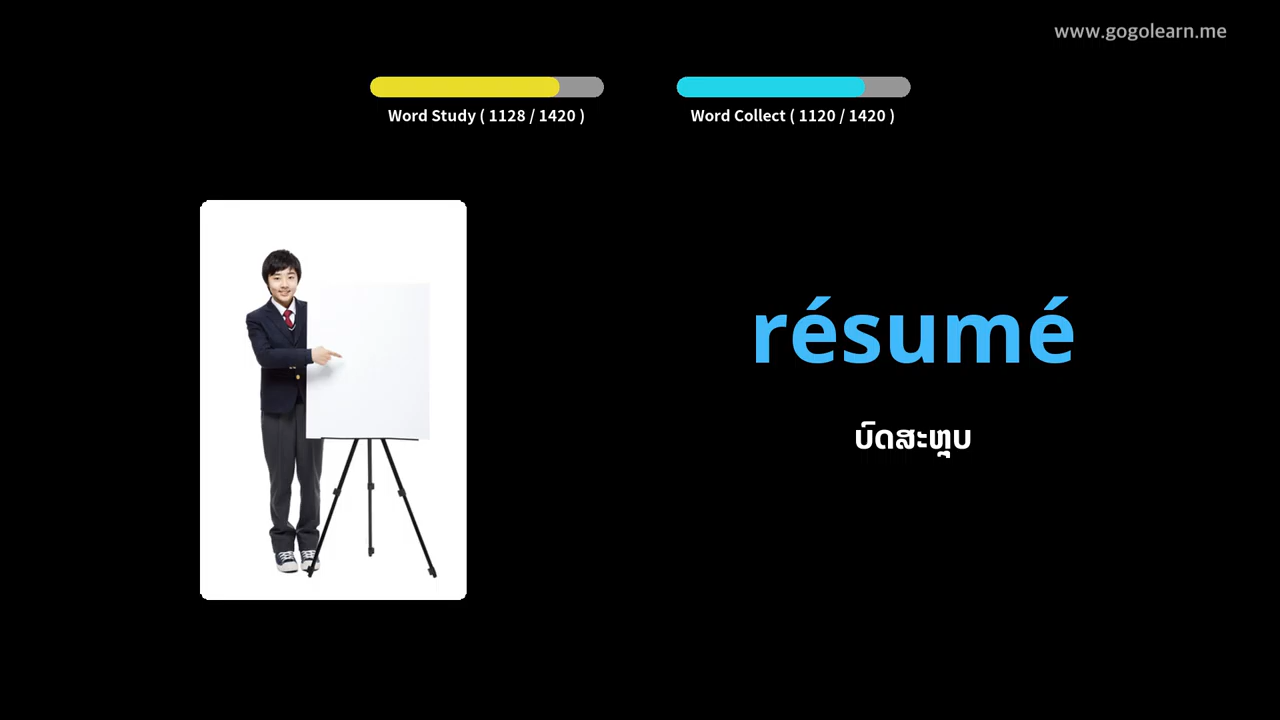 www.gogolearn.me
Word Study ( 1128 / 1420 )
Word Collect ( 1120 / 1420 )
résumé
ບົດສະຫຼຸບ